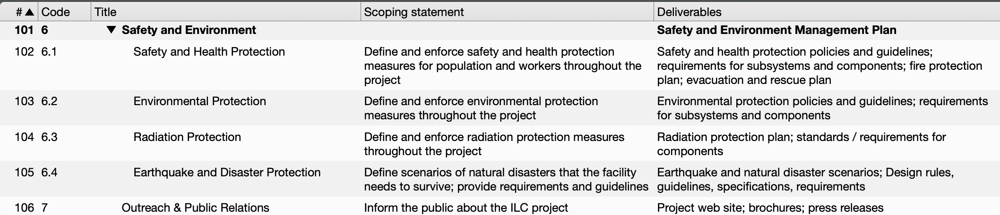 # ▲ Code Title Scoping statement Deliverables
101 6 ▼ Safety and Environment Safety and Environment Management Plan
102 6.1 Safety and Health Protection Define and enforce safety and health protection Safety and health protection policies and guidelines;
measures for population and workers throughout the requirements for subsystems and components; fire protection
project plan; evacuation and rescue plan
103 6.2 Environmental Protection Define and enforce environmental protection Environmental protection policies and guidelines; requirements
measures throughout the project for subsystems and components
104 6.3 Radiation Protection Define and enforce radiation protection measures Radiation protection plan; standards / requirements for
throughout the project components
105 6.4 Earthquake and Disaster Protection Define scenarios of natural disasters that the facility Earthquake and natural disaster scenarios; Design rules,
needs to survive; provide requirements and guidelines guidelines, specifications, requirements
106 7 Outreach & Public Relations Inform the public about the ILC project Project web site; brochures; press releases